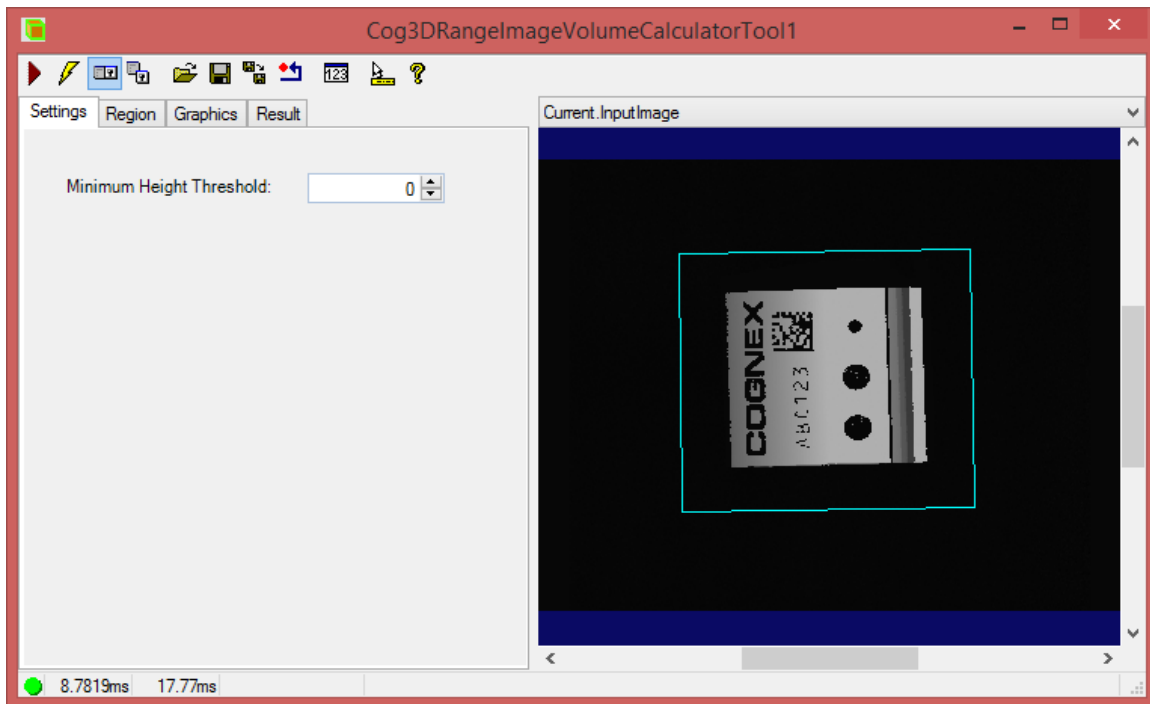 Cog3DRangeImageVolumeCalculatorTool1
123
Settings Region Graphics Result
Current.InputImage
Minimum Height Threshold: 0
COGNEX
ABC123
8.7819ms 17.77ms